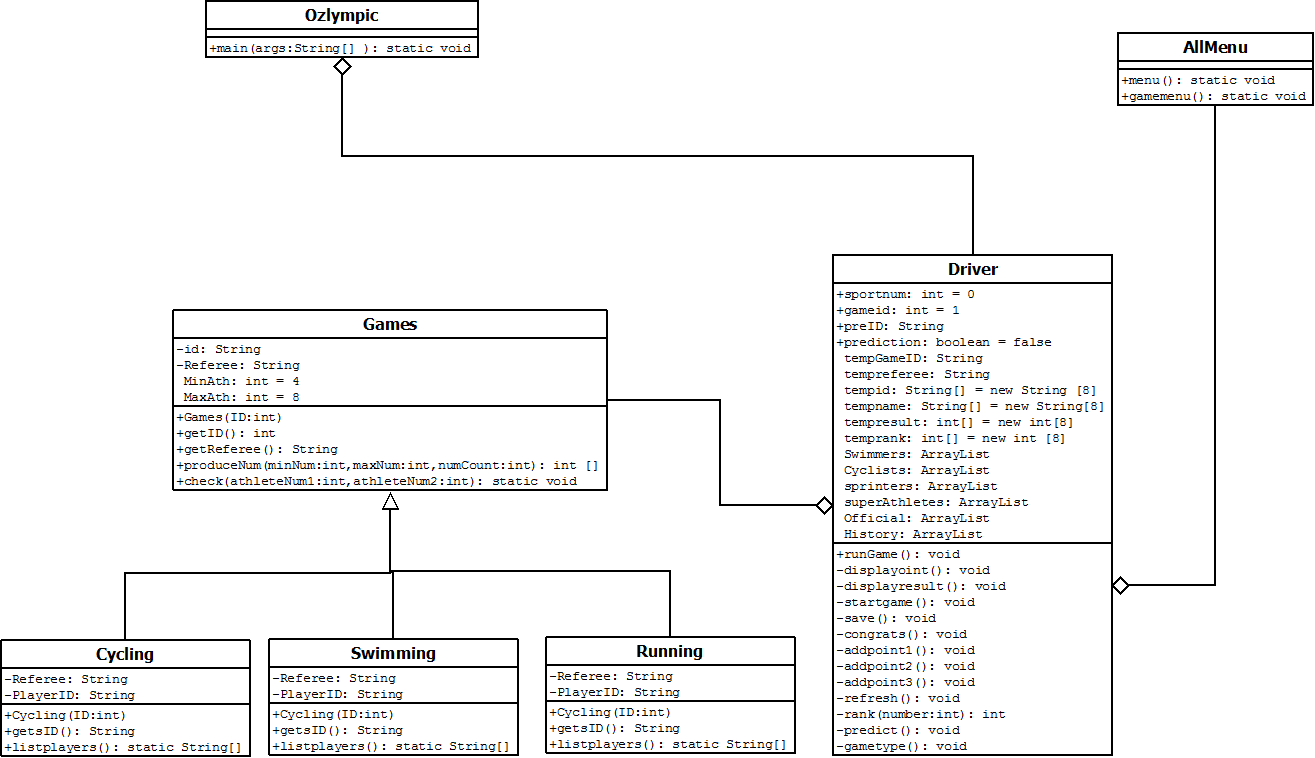 Ozlympic
+main(args:String[] ): static void
AllMenu
+menu(): static void
+gamemenu(): static void
Driver
+sportnum: int = 0
+gameid: int = 1
+preID: String
+prediction: boolean = false
tempGameID: String
tempreferee: String
tempid: String[] = new String [8]
tempname: String[] = new String[8]
tempresult: int[] = new int[8]
temprank: int[] = new int [8]
Swimmers: ArrayList
Cyclists: ArrayList
sprinters: ArrayList
superAthletes: ArrayList
Official: ArrayList
History: ArrayList
+runGame(): void
-displayoint(): void
-displayresult(): void
-startgame(): void
-save(): void
-congrats(): void
-addpoint1(): void
-addpoint2(): void
-addpoint3(): void
-refresh(): void
-rank(number:int): int
-predict(): void
-gametype(): void
Games
-id: String
-Referee: String
MinAth: int = 4
MaxAth: int = 8
+Games(ID:int)
+getID(): int
+getReferee(): String
+produceNum(minNum:int,maxNum:int,numCount:int): int []
+check(athleteNum1:int,athleteNum2:int): static void
Cycling
-Referee: String
-PlayerID: String
+Cycling(ID:int)
+getsID(): String
+listplayers(): static String[]
Swimming
-Referee: String
-PlayerID: String
+Cycling(ID:int)
+getsID(): String
+listplayers(): static String[]
Running
-Referee: String
-PlayerID: String
+Cycling(ID:int)
+getsID(): String
+listplayers(): static String[]